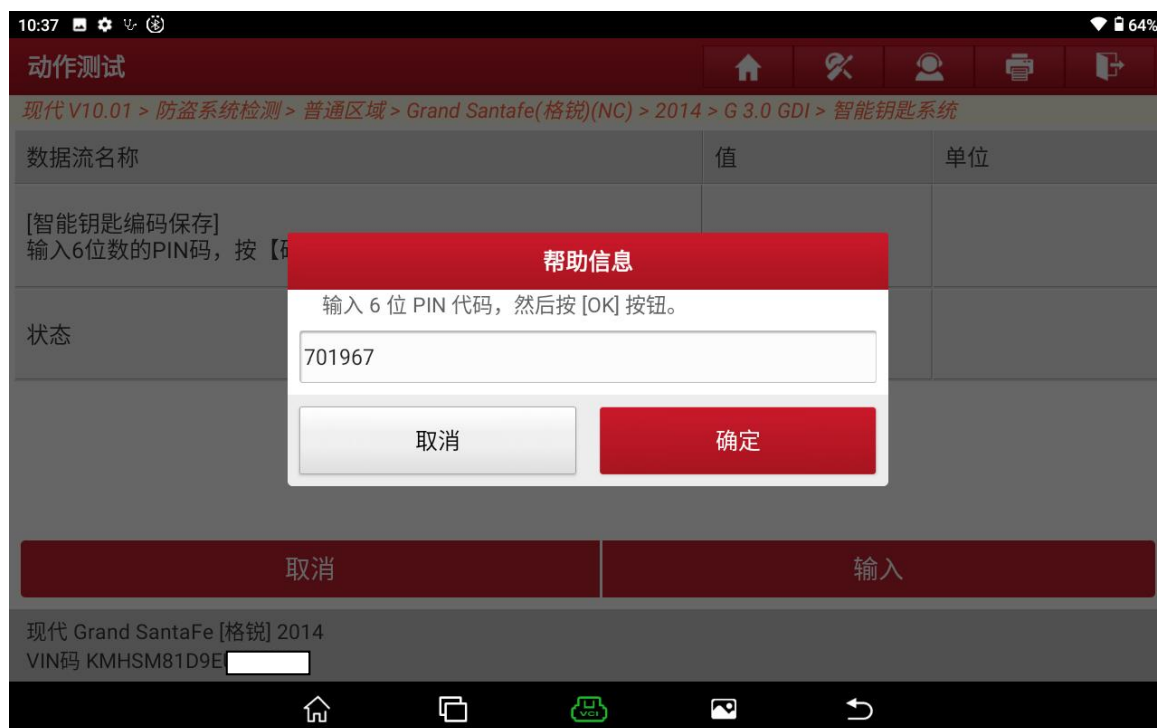 10:37
64%
动作测试
现代 V10.01 > 防盗系统检测 > 普通区域 > Grand Santafe(格锐)(NC) > 2014 > G 3.0 GDI > 智能钥匙系统
数据流名称 值 单位
[智能钥匙编码保存]
输入6位数的PIN码，按【确
帮助信息
输入 6 位 PIN 代码，然后按 [OK] 按钮。
状态
701967
取消 确定
取消 输入
现代 Grand SantaFe [格锐] 2014
VIN码 KMHSM81D9E
VCI